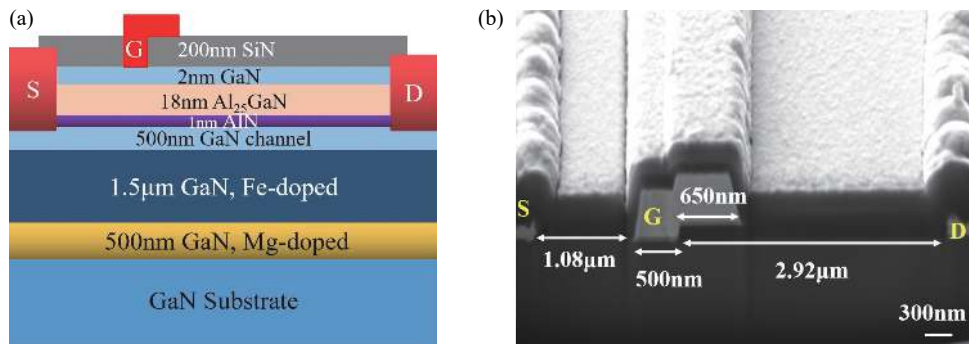 (a)
G
200nm SiN
2nm GaN
S
D
18nm Al₂₅GaN
1nm AlN
500nm GaN channel
1.5μm GaN, Fe-doped
500nm GaN, Mg-doped
GaN Substrate
(b)
650nm
S
G
D
1.08μm
500nm
2.92μm
300nm